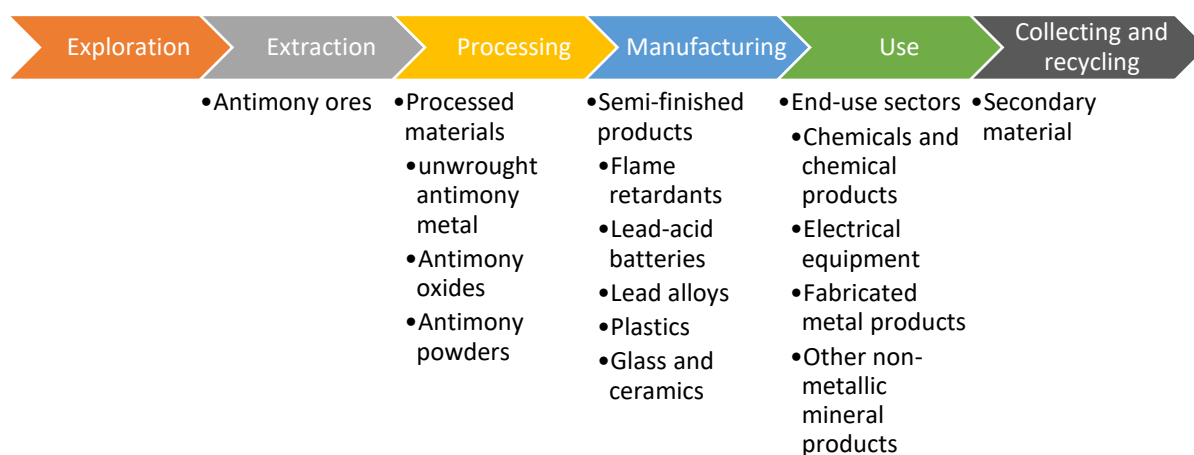 Exploration
Extraction
Processing
Manufacturing
Use
Collecting and
recycling
•Antimony ores
•Processed
materials
•unwrought
antimony
metal
•Antimony
oxides
•Antimony
powders
•Semi-finished
products
•Flame
retardants
•Lead-acid
batteries
•Lead alloys
•Plastics
•Glass and
ceramics
•End-use sectors
•Chemicals and
chemical
products
•Electrical
equipment
•Fabricated
metal products
•Other non-
metallic
mineral
products
•Secondary
material